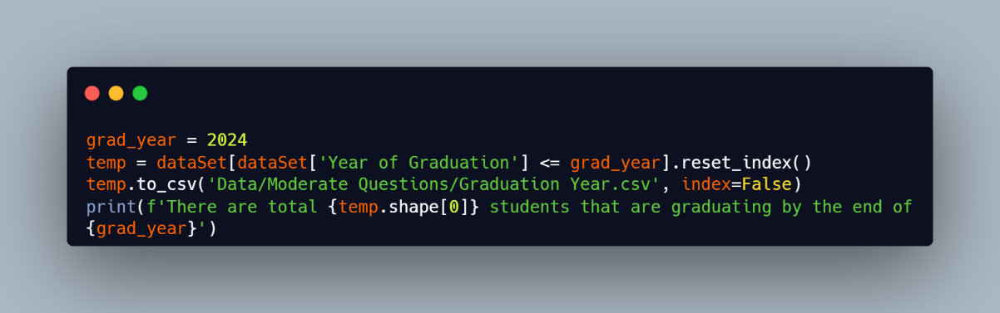 grad_year = 2024
temp = dataSet[dataSet['Year of Graduation'] <= grad_year].reset_index()
temp.to_csv('Data/Moderate Questions/Graduation Year.csv', index=False)
print(f'There are total {temp.shape[0]} students that are graduating by the end of
{grad_year}')